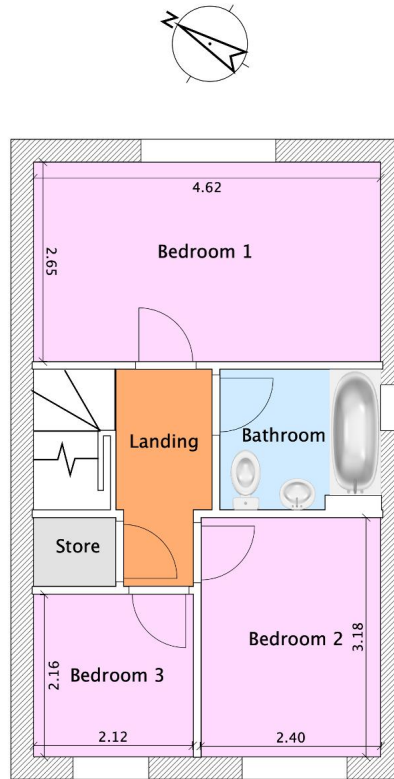 N
4.62
2.65
Bedroom 1
Landing
Bathroom
Store
Bedroom 2
3.18
2.16
Bedroom 3
2.12
2.40